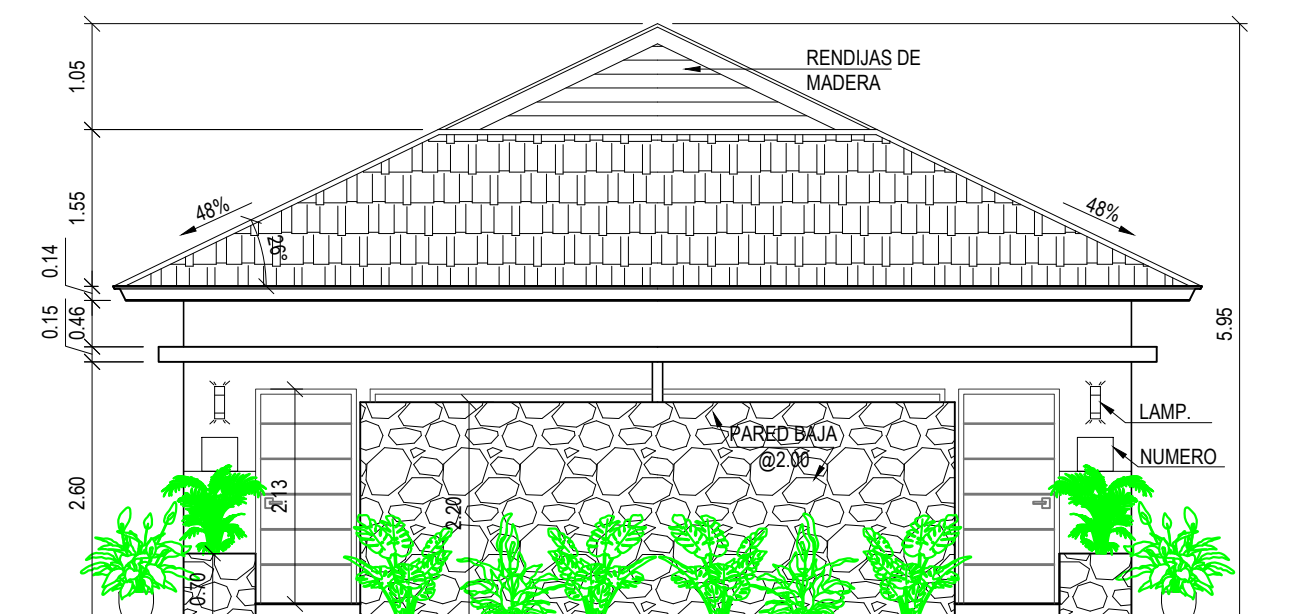 1.05
RENDIJAS DE
MADERA
1.55
48%
48%
26°
0.14
0.15
0.46
5.95
LAMP.
PARED BAJA
@2.00
NUMERO
2.60
2.13
2.20
0.70